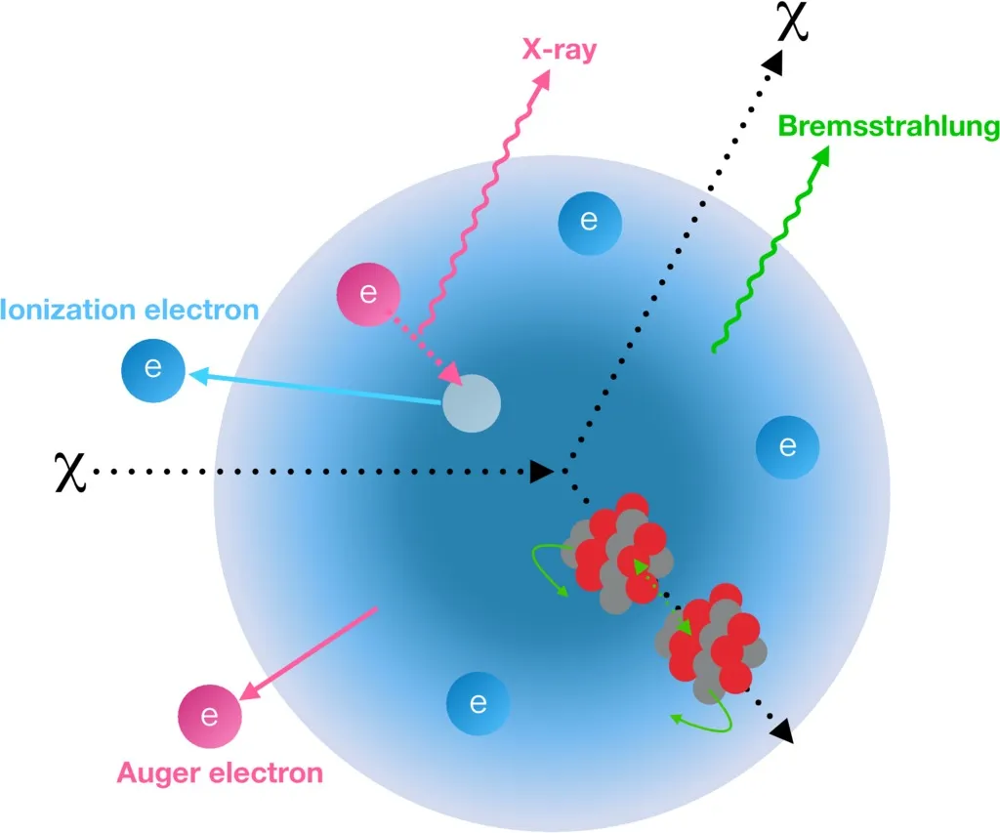 χ
X-ray
Bremsstrahlung
e
e
Ionization electron
e
e
χ
e
e
Auger electron